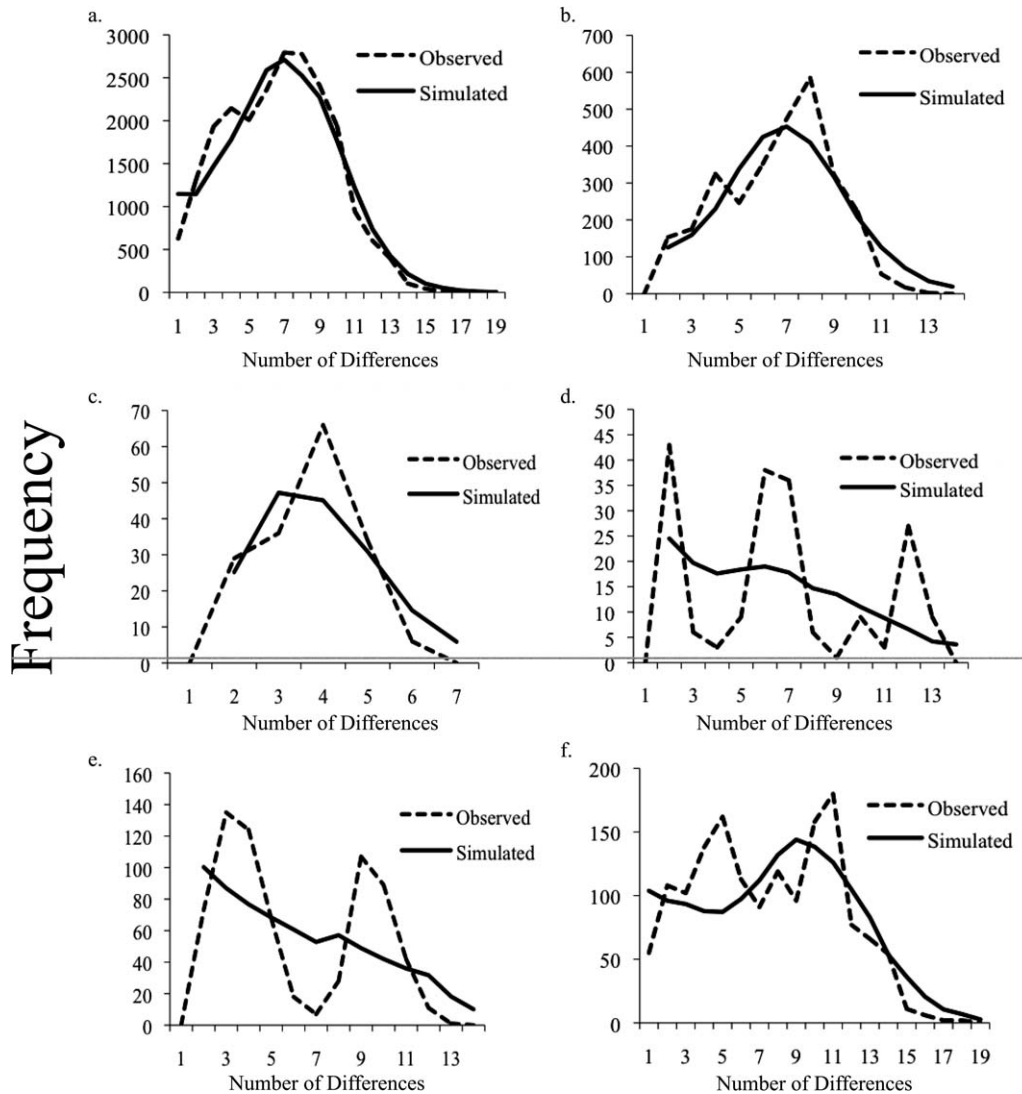 a.
3000
2500
2000
1500
1000
500
0
Observed
Simulated
1 3 5 7 9 11 13 15 17 19
Number of Differences
b.
700
600
500
400
300
200
100
0
Observed
Simulated
1 3 5 7 9 11 13
Number of Differences
Frequency
c.
70
60
50
40
30
20
10
0
Observed
Simulated
1 2 3 4 5 6 7
Number of Differences
d.
50
45
40
35
30
25
20
15
10
5
0
Observed
Simulated
1 3 5 7 9 11 13
Number of Differences
e.
160
140
120
100
80
60
40
20
0
Observed
Simulated
1 3 5 7 9 11 13
Number of Differences
f.
200
150
100
50
0
Observed
Simulated
1 3 5 7 9 11 13 15 17 19
Number of Differences